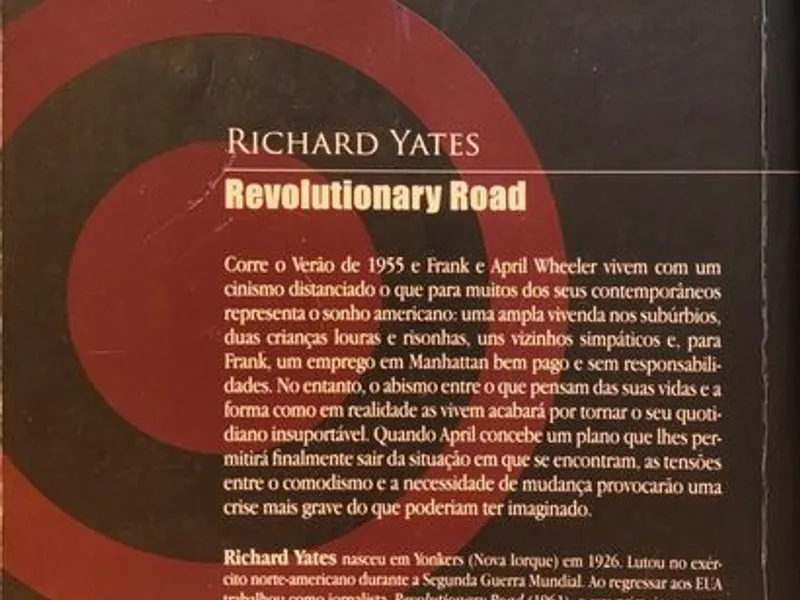 RICHARD YATES
Revolutionary Road
Corre o Verão de 1955 e Frank e April Wheeler vivem com um
cinismo distanciado o que para muitos dos seus contemporâneos
representa o sonho americano: uma ampla vivenda nos subúrbios,
duas crianças louras e risonhas, uns vizinhos simpáticos e, para
Frank, um emprego em Manhattan bem pago e sem responsabili-
dades. No entanto, o abismo entre o que pensam das suas vidas e a
forma como em realidade as vivem acabará por tornar o seu quoti-
diano insuportável. Quando April concebe um plano que lhes per-
mitirá finalmente sair da situação em que se encontram, as tensões
entre o comodismo e a necessidade de mudança provocarão uma
crise mais grave do que poderiam ter imaginado.
Richard Yates nasceu em Yonkers (Nova Iorque) em 1926. Lutou no exér-
cito norte-americano durante a Segunda Guerra Mundial. Ao regressar aos EUA
trabalhou como jornalista. Revolutionary Road (1961)